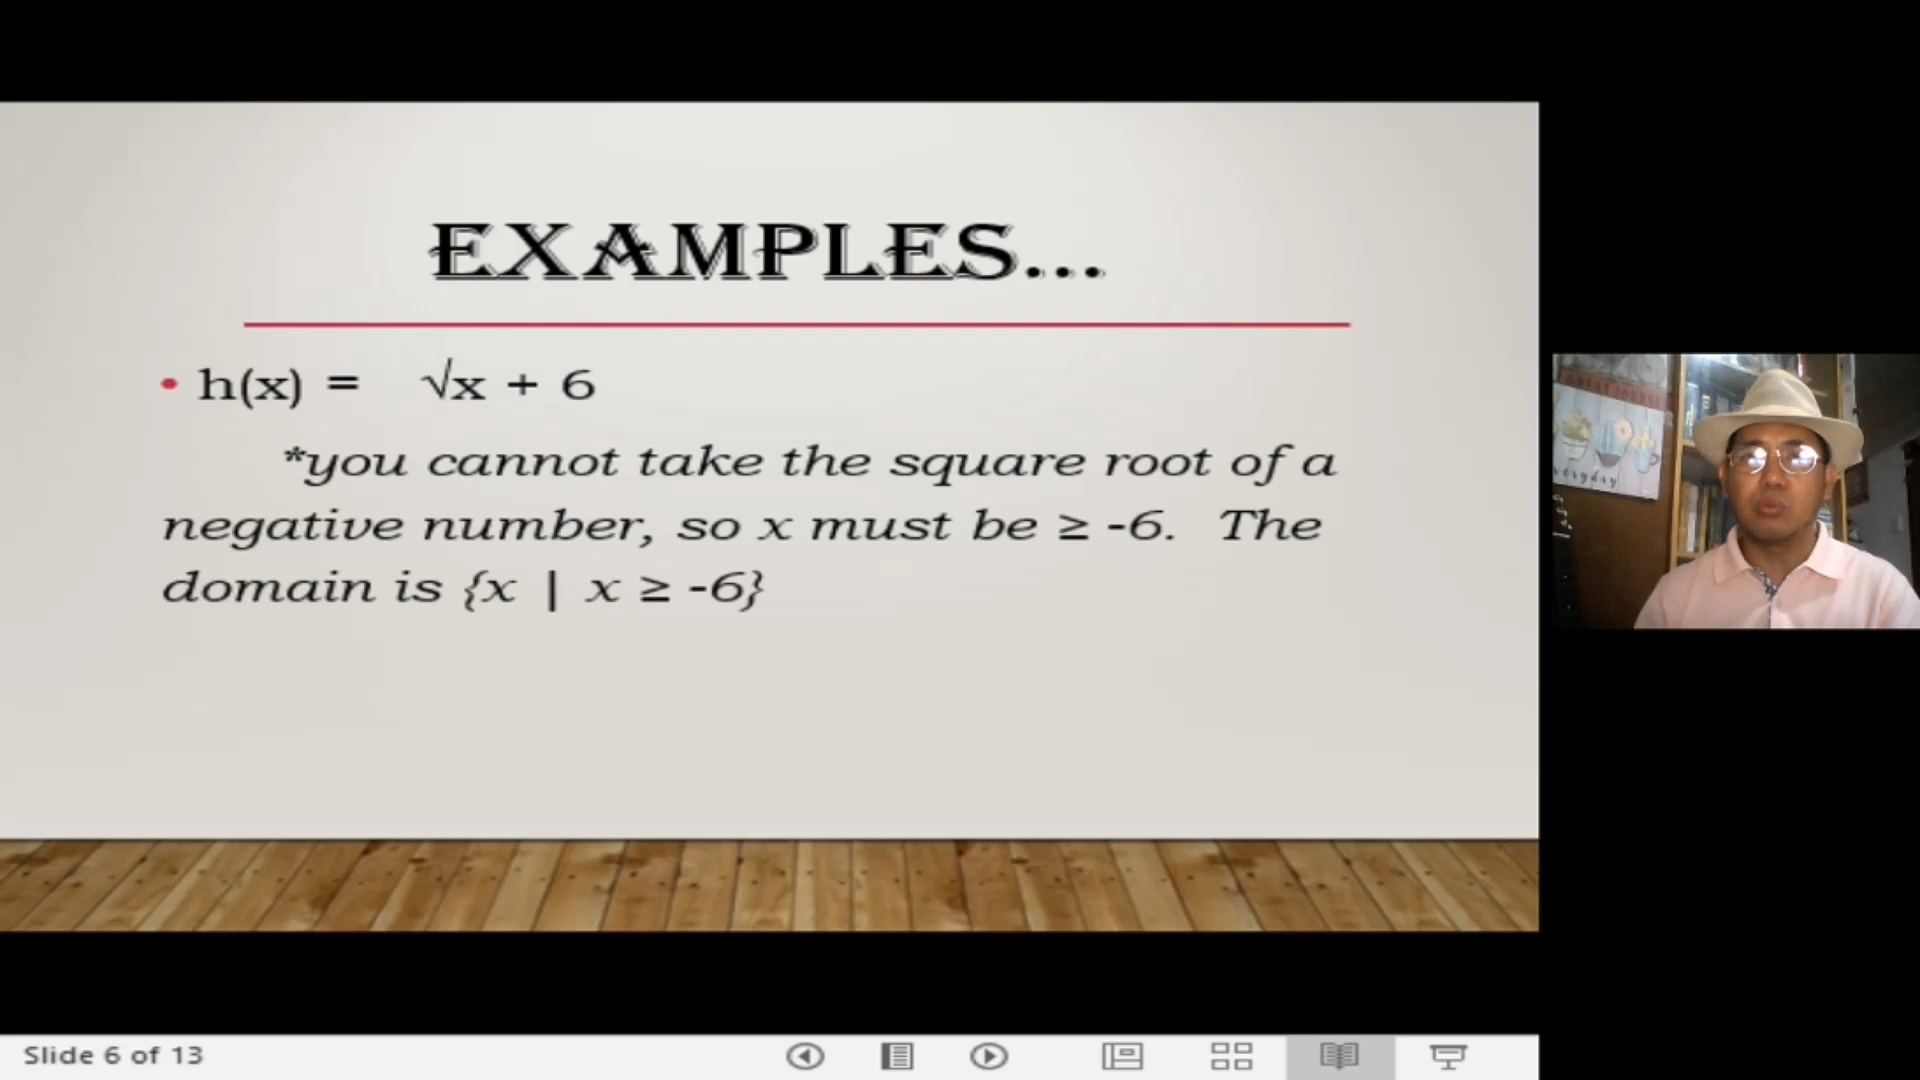 EXAMPLES...
• h(x) = √x + 6
*you cannot take the square root of a
negative number, so x must be ≥ -6. The
domain is {x | x ≥ -6}
Slide 6 of 13